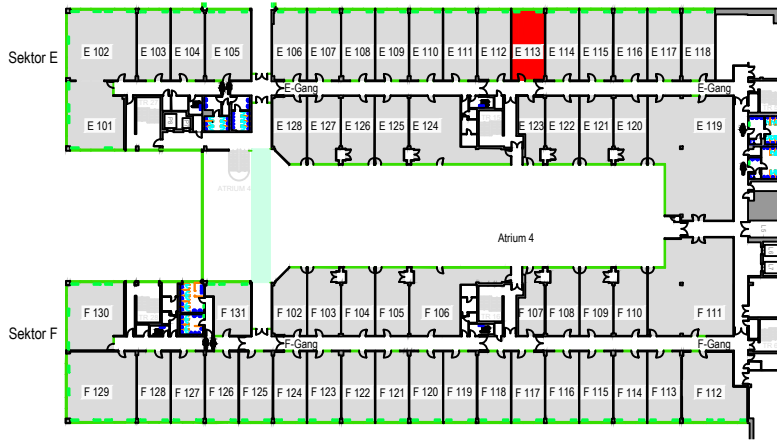 E 102 E 103 E 104 E 105 E 106 E 107 E 108 E 109 E 110 E 111 E 112 E 113 E 114 E 115 E 116 E 117 E 118
Sektor E
E-Gang E-Gang
E 101 E 128 E 127 E 126 E 125 E 124 E 123 E 122 E 121 E 120 E 119
ATRIUM 4
Atrium 4
F 130 F 131 F 102 F 103 F 104 F 105 F 106 F 107 F 108 F 109 F 110 F 111
Sektor F
F-Gang F-Gang
F 129 F 128 F 127 F 126 F 125 F 124 F 123 F 122 F 121 F 120 F 119 F 118 F 117 F 116 F 115 F 114 F 113 F 112